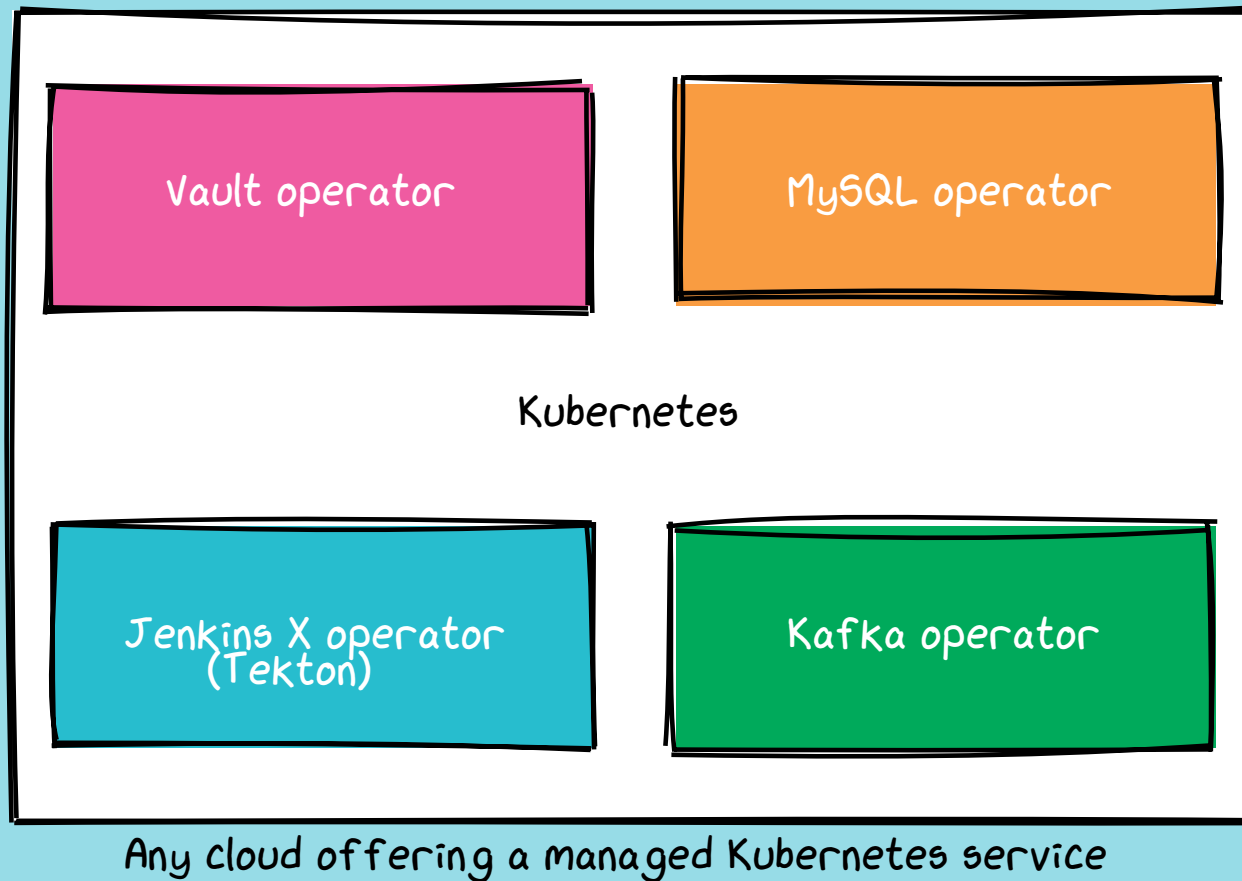 Vault operator
MySQL operator
Kubernetes
Jenkins X operator
(Tekton)
Kafka operator
Any cloud offering a managed Kubernetes service